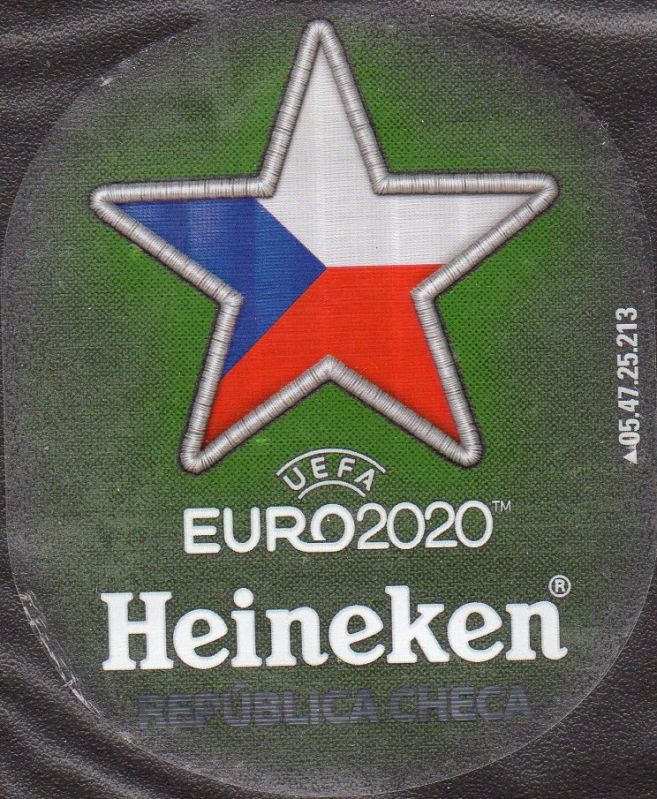 UEFA
EURO2020™
Heineken®
REPÚBLICA CHECA
▲05.47.25.213